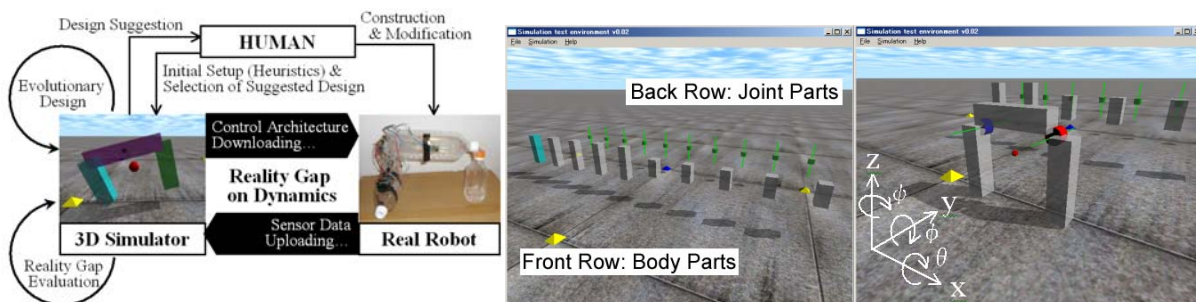 Design Suggestion
HUMAN
Construction
& Modification
Initial Setup (Heuristics) &
Selection of Suggested Design
Evolutionary
Design
Control Architecture
Downloading...
Reality Gap
on Dynamics
Sensor Data
Uploading...
3D Simulator
Real Robot
Reality Gap
Evaluation
Simulation test environment v0.02
File Simulation Help
Back Row: Joint Parts
Front Row: Body Parts
Simulation test environment v0.02
File Simulation Help
z
ψ
y
ϕ
θ
x